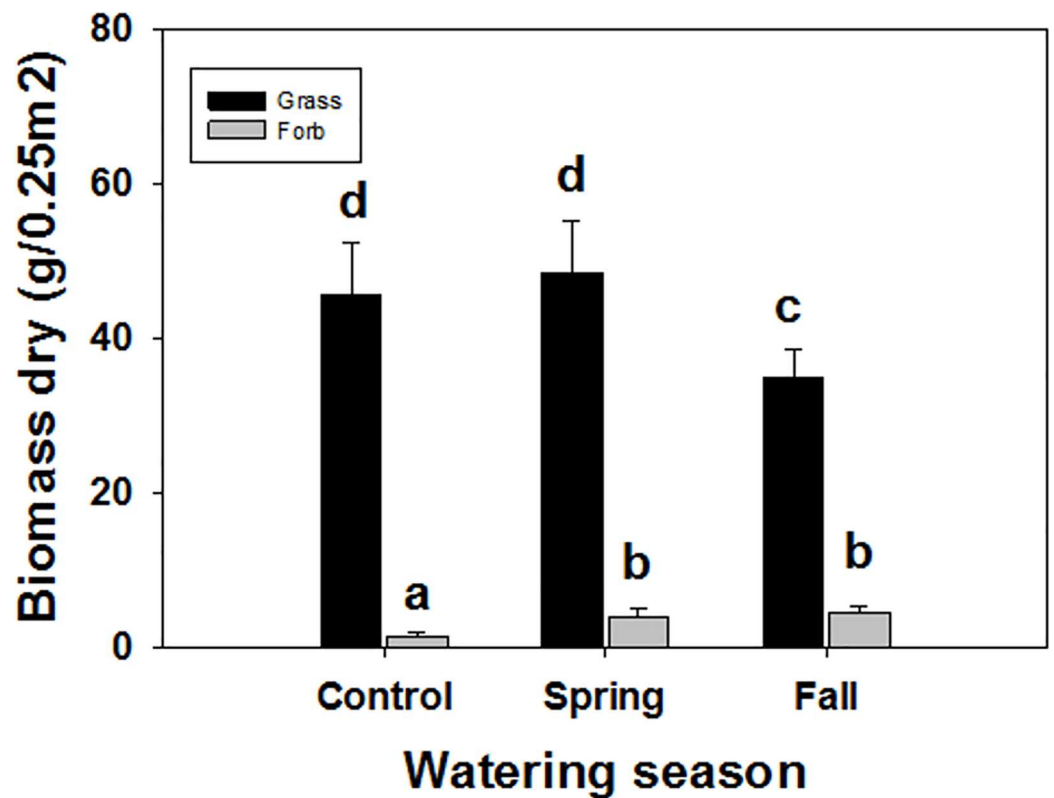 Biomass dry (g/0.25m2)
80
60
40
20
0
Grass
Forb
d
d
c
a
b
b
Control
Spring
Fall
Watering season